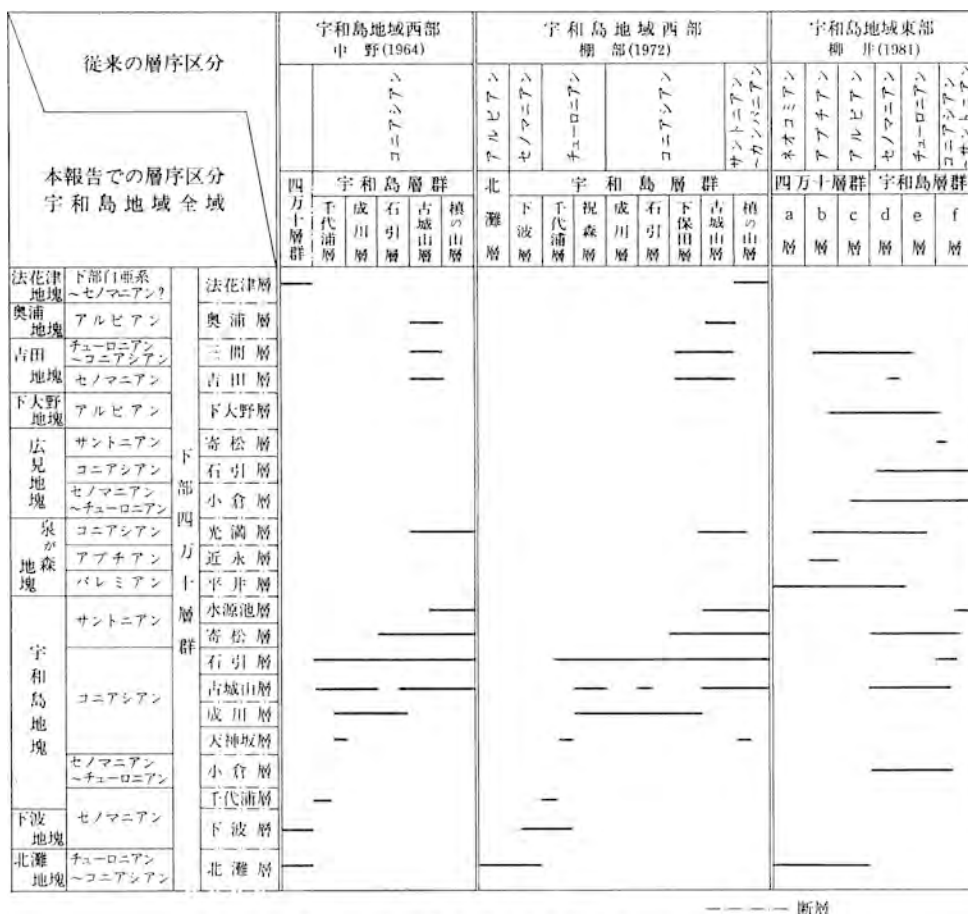 従来の層序区分
本報告での層序区分
宇和島地域全域
宇和島地域西部
中野(1964)
宇和島地域西部
棚部(1972)
宇和島地域東部
柳井(1981)
コニアシアン
アルビアン
セノマニアン
チューロニアン
コニアシアン
サントニアン
～カンパニアン
ネオコミアン
アプチアン
アルビアン
セノマニアン
チューロニアン
コニアシアン
～サントニアン
四万十層群
宇和島層群
千代浦層
成川層
石引層
古城山層
槙の山層
北灘層
宇和島層群
下波層
千代浦層
祝森層
成川層
石引層
下保田層
古城山層
槙の山層
四万十層群
宇和島層群
a層
b層
c層
d層
e層
f層
下部四万十層群
法花津地塊
下部白亜系
～セノマニアン?
法花津層
奥浦地塊
アルビアン
奥浦層
吉田地塊
チューロニアン
～コニアシアン
三間層
セノマニアン
吉田層
下大野地塊
アルビアン
下大野層
広見地塊
サントニアン
寄松層
コニアシアン
石引層
セノマニアン
～チューロニアン
小倉層
泉が森地塊
コニアシアン
光満層
アプチアン
近永層
バレミアン
平井層
宇和島地塊
サントニアン
水源池層
寄松層
コニアシアン
石引層
古城山層
成川層
天神坂層
セノマニアン
～チューロニアン
小倉層
セノマニアン
千代浦層
下波地塊
下波層
北灘地塊
チューロニアン
～コニアシアン
北灘層
断層